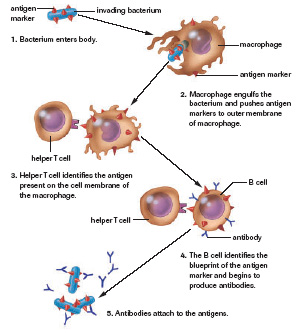 antigen
marker
invading bacterium
1. Bacterium enters body.
macrophage
antigen marker
2. Macrophage engulfs the
bacterium and pushes antigen
markers to outer membrane
of macrophage.
helper T cell
3. Helper T cell identifies the antigen
present on the cell membrane of
the macrophage.
B cell
helper T cell
antibody
4. The B cell identifies the
blueprint of the antigen
marker and begins to
produce antibodies.
5. Antibodies attach to the antigens.